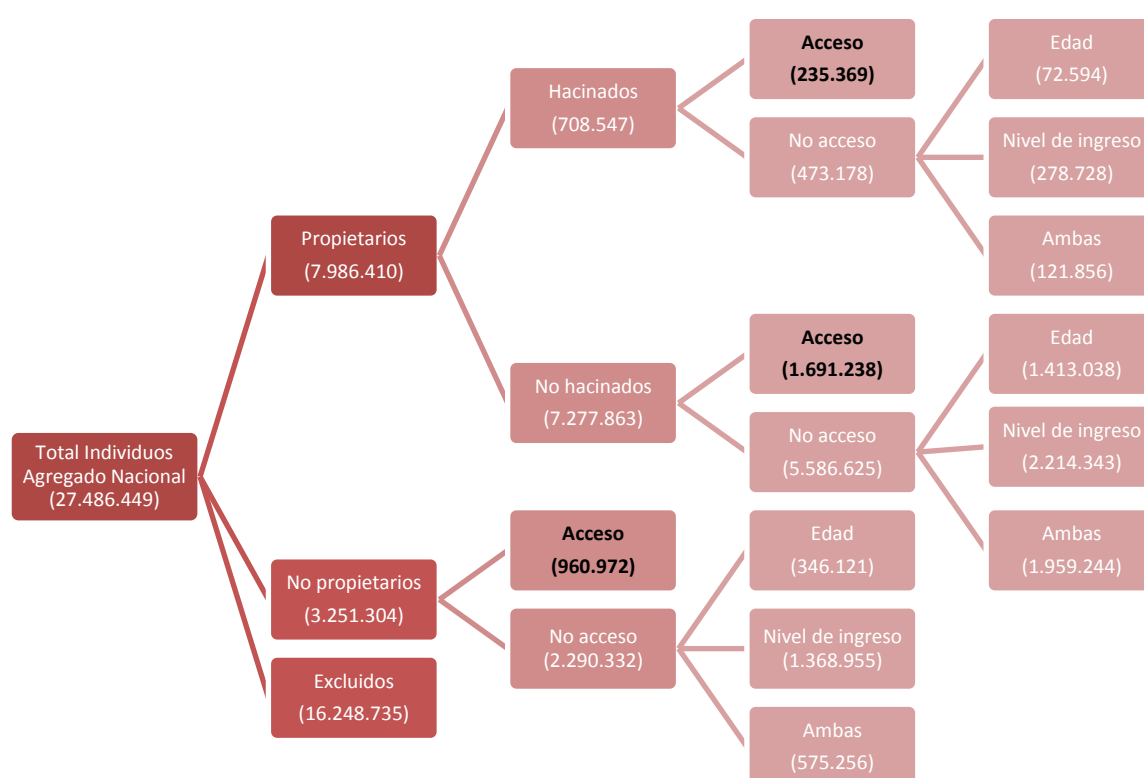 Total Individuos
Agregado Nacional
(27.486.449)
Propietarios
(7.986.410)
Hacinados
(708.547)
Acceso
(235.369)
No acceso
(473.178)
Edad
(72.594)
Nivel de ingreso
(278.728)
Ambas
(121.856)
No hacinados
(7.277.863)
Acceso
(1.691.238)
No acceso
(5.586.625)
Edad
(1.413.038)
Nivel de ingreso
(2.214.343)
Ambas
(1.959.244)
No propietarios
(3.251.304)
Acceso
(960.972)
No acceso
(2.290.332)
Edad
(346.121)
Nivel de ingreso
(1.368.955)
Ambas
(575.256)
Excluidos
(16.248.735)